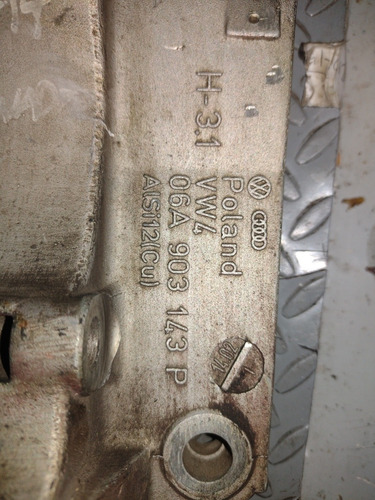 H-3.1
Poland
VW4
06A 903 143 P
AlSi12(Cu)